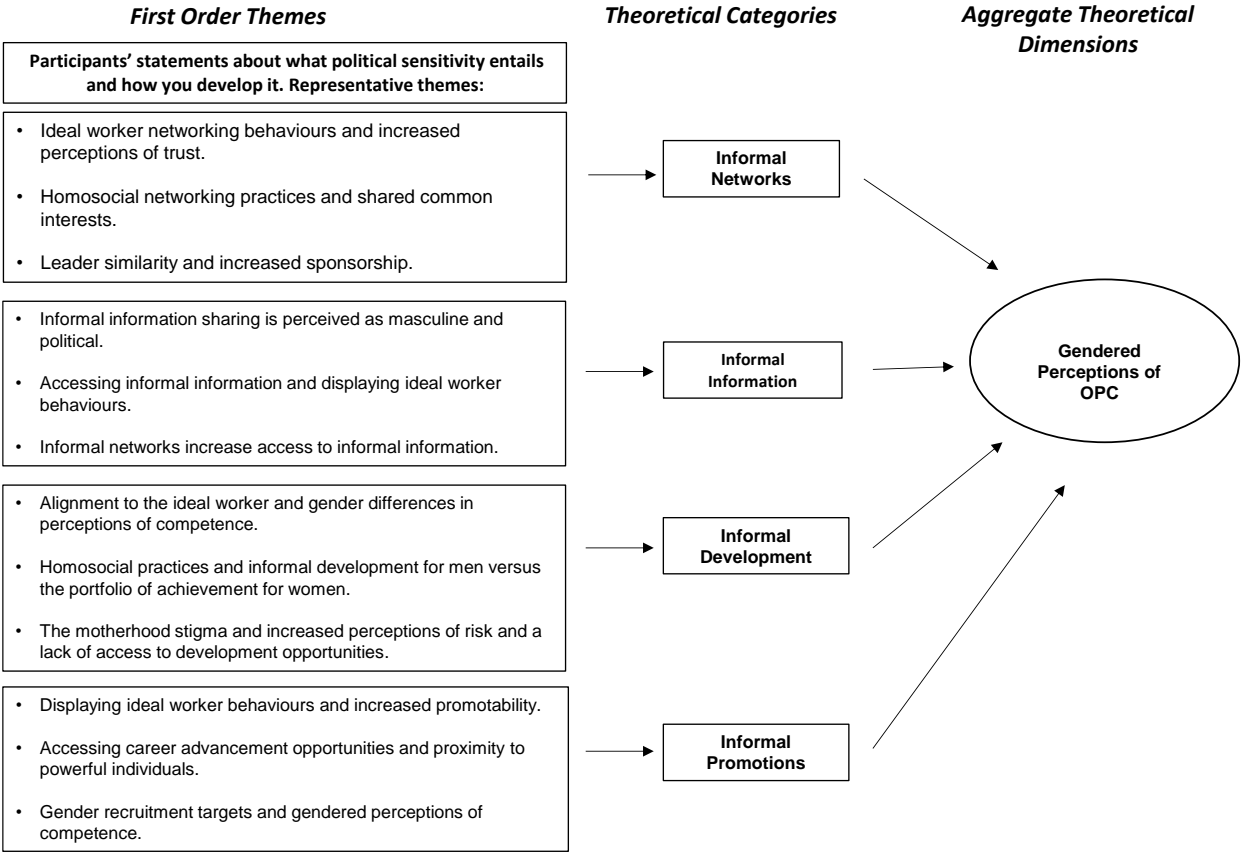 First Order Themes
Theoretical Categories
Aggregate Theoretical
Dimensions
Participants’ statements about what political sensitivity entails
and how you develop it. Representative themes:
• Ideal worker networking behaviours and increased
perceptions of trust.
• Homosocial networking practices and shared common
interests.
• Leader similarity and increased sponsorship.
Informal
Networks
• Informal information sharing is perceived as masculine and
political.
• Accessing informal information and displaying ideal worker
behaviours.
• Informal networks increase access to informal information.
Informal
Information
Gendered
Perceptions of
OPC
• Alignment to the ideal worker and gender differences in
perceptions of competence.
• Homosocial practices and informal development for men versus
the portfolio of achievement for women.
• The motherhood stigma and increased perceptions of risk and a
lack of access to development opportunities.
Informal
Development
• Displaying ideal worker behaviours and increased promotability.
• Accessing career advancement opportunities and proximity to
powerful individuals.
• Gender recruitment targets and gendered perceptions of
competence.
Informal
Promotions